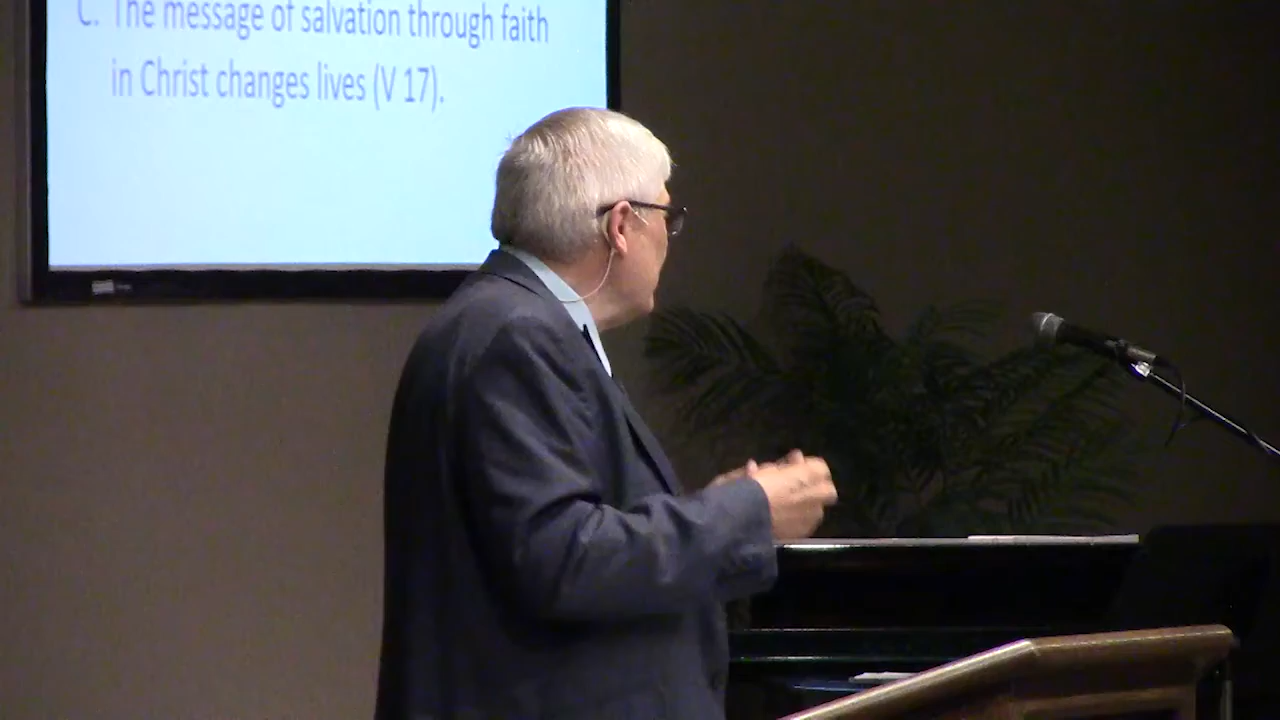 C. The message of salvation through faith
in Christ changes lives (V 17).